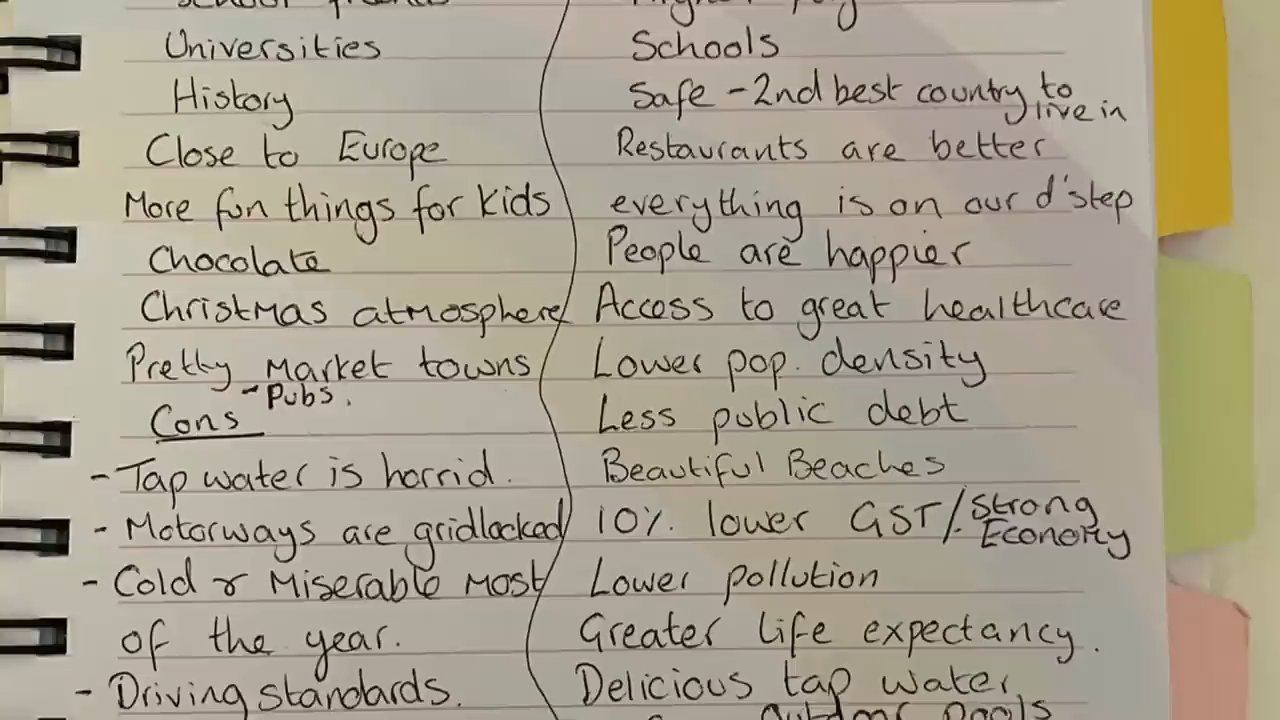 Universities
History
Close to Europe
More fun things for kids
Chocolate
Christmas atmosphere
Pretty Market towns
- Pubs.
Cons
- Tap water is horrid.
- Motorways are gridlocked
- Cold & Miserable most
of the year.
- Driving standards.
Schools
Safe - 2nd best country to
live in
Restaurants are better
everything is on our d'step
People are happier
Access to great healthcare
Lower pop. density
Less public debt
Beautiful Beaches
10% lower GST/Strong
Economy
Lower pollution
Greater life expectancy.
Delicious tap water
outdoor pools